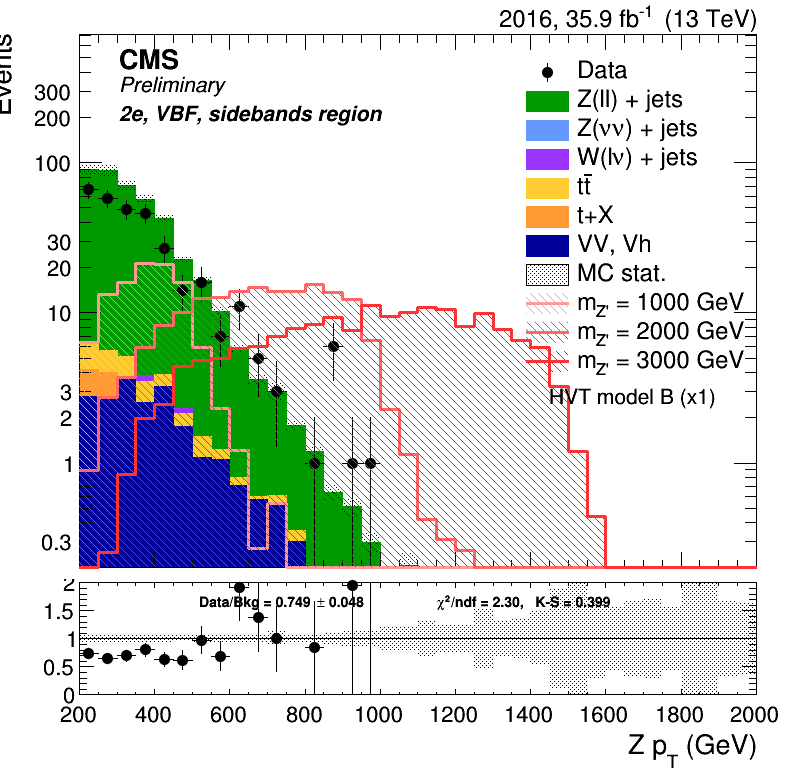 2016, 35.9 fb⁻¹ (13 TeV)
Events
CMS
Preliminary
2e, VBF, sidebands region
Data
Z(ll) + jets
Z(νν) + jets
W(lν) + jets
tt̄
t+X
VV, Vh
MC stat.
m_Z' = 1000 GeV
m_Z' = 2000 GeV
m_Z' = 3000 GeV
HVT model B (x1)
300
200
100
30
20
10
3
2
1
0.3
Data/Bkg = 0.749 ± 0.048
χ²/ndf = 2.30, K-S = 0.399
2
1.5
1
0.5
0
200 400 600 800 1000 1200 1400 1600 1800 2000
Z p_T (GeV)